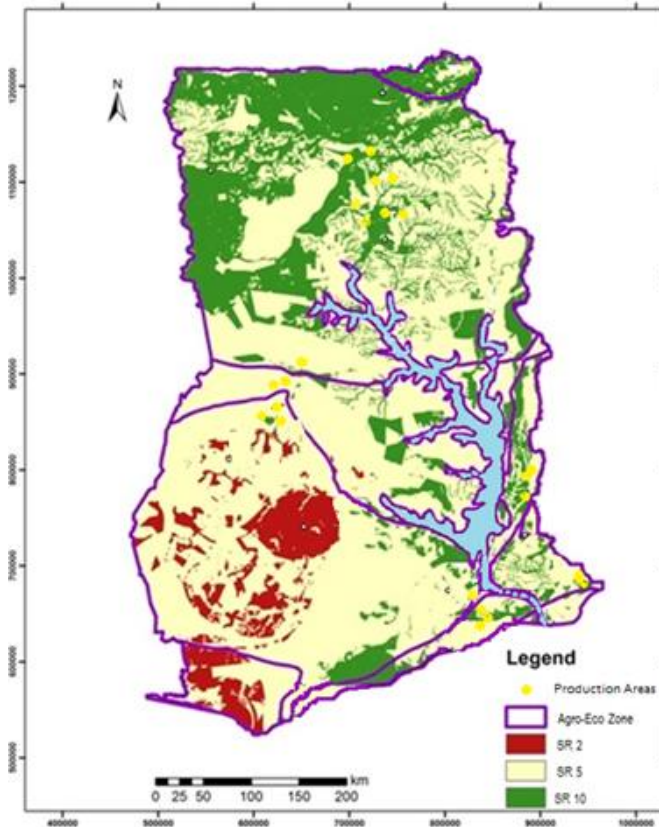 N
1200000
1100000
1000000
900000
800000
700000
600000
500000
Legend
Production Areas
Agro-Eco Zone
SR 2
SR 5
SR 10
km
0 25 50 100 150 200
400000 500000 600000 700000 800000 900000 1000000